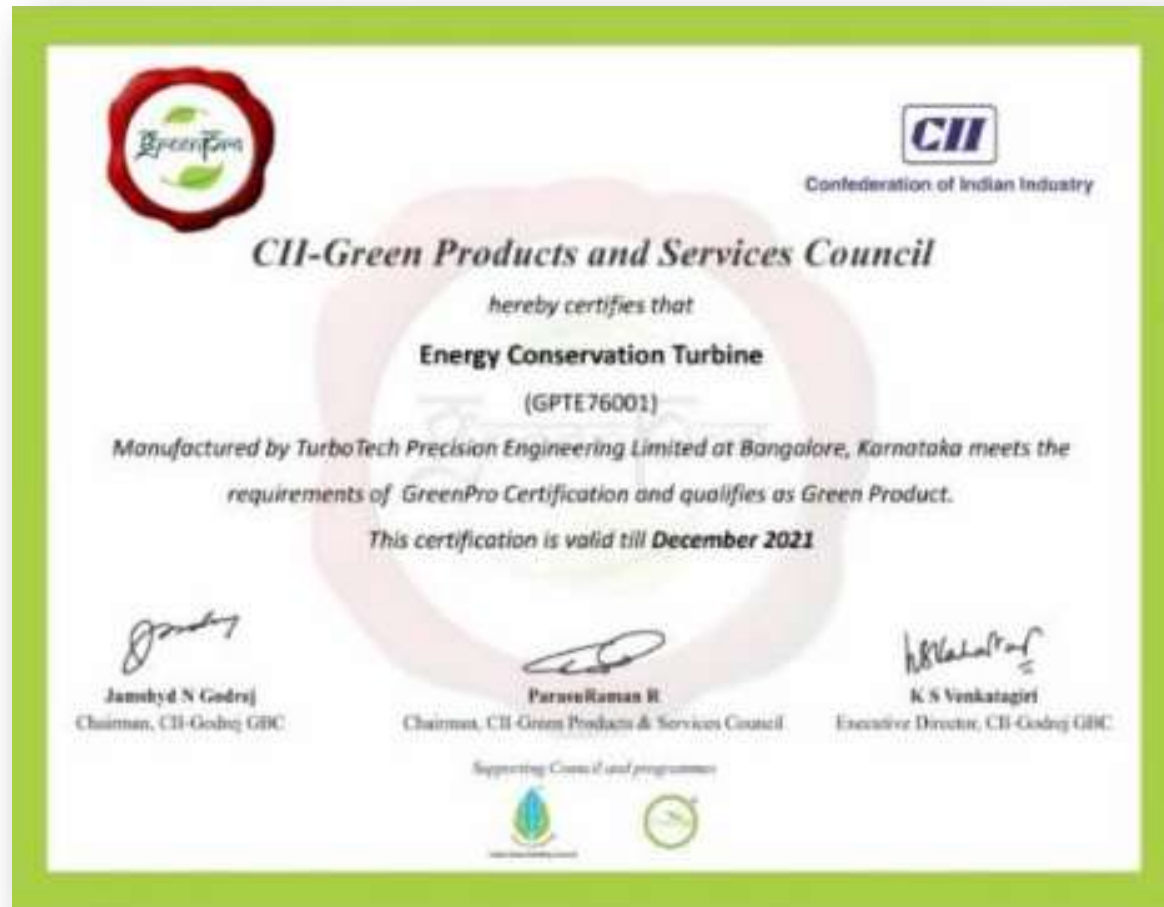 GreenPro
CII
Confederation of Indian Industry
CII-Green Products and Services Council
hereby certifies that
Energy Conservation Turbine
(GPTE76001)
Manufactured by TurboTech Precision Engineering Limited at Bangalore, Karnataka meets the
requirements of GreenPro Certification and qualifies as Green Product.
This certification is valid till December 2021
Jamshyd N Godrej
Chairman, CII-Godrej GBC
ParasuRaman R
Chairman, CII-Green Products & Services Council
K S Venkatagiri
Executive Director, CII-Godrej GBC
Supporting Council and programmes